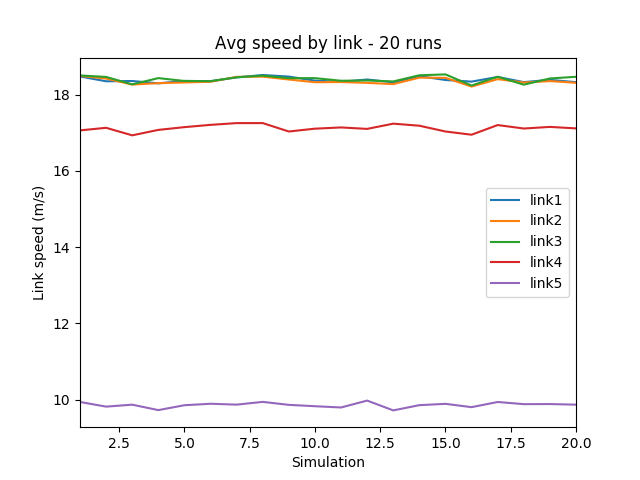 Avg speed by link - 20 runs
Link speed (m/s)
18
16
14
12
10
link1
link2
link3
link4
link5
2.5 5.0 7.5 10.0 12.5 15.0 17.5 20.0
Simulation